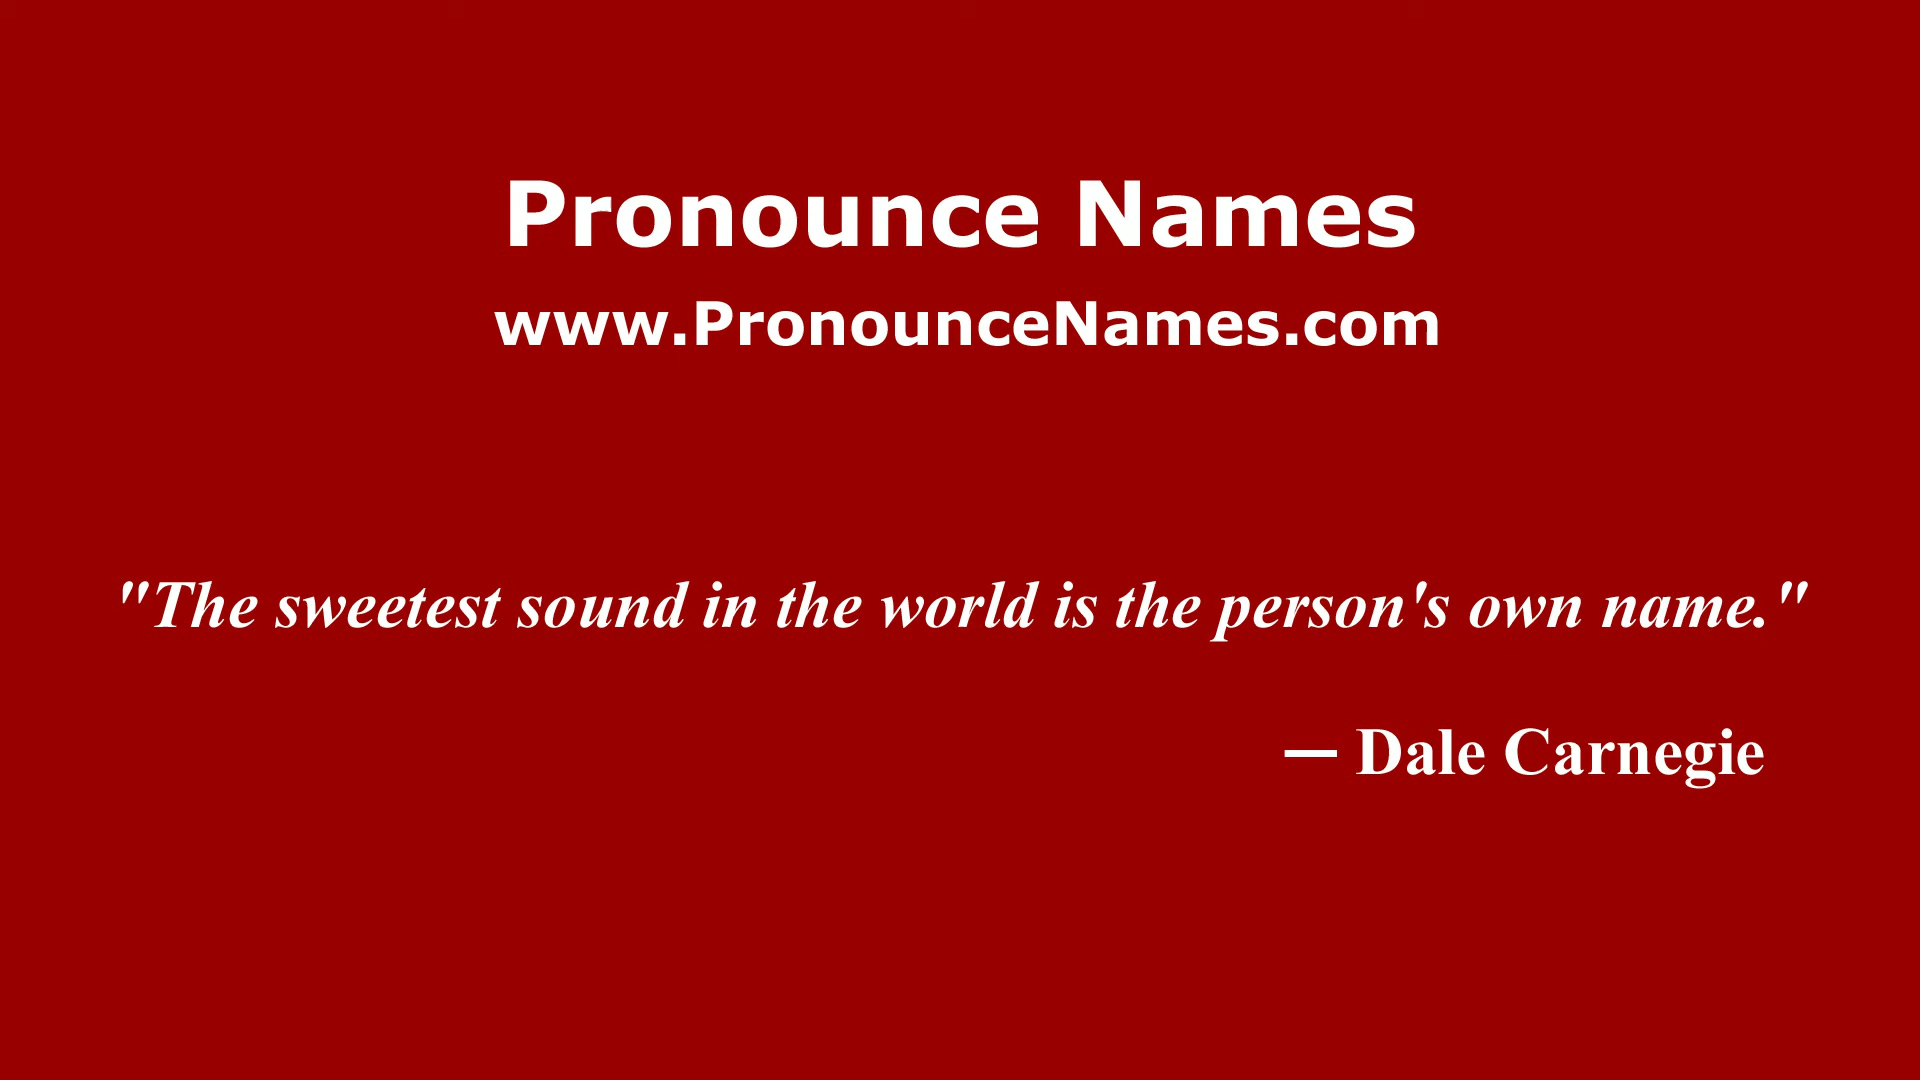 Pronounce Names
www.PronounceNames.com
"The sweetest sound in the world is the person's own name."
— Dale Carnegie